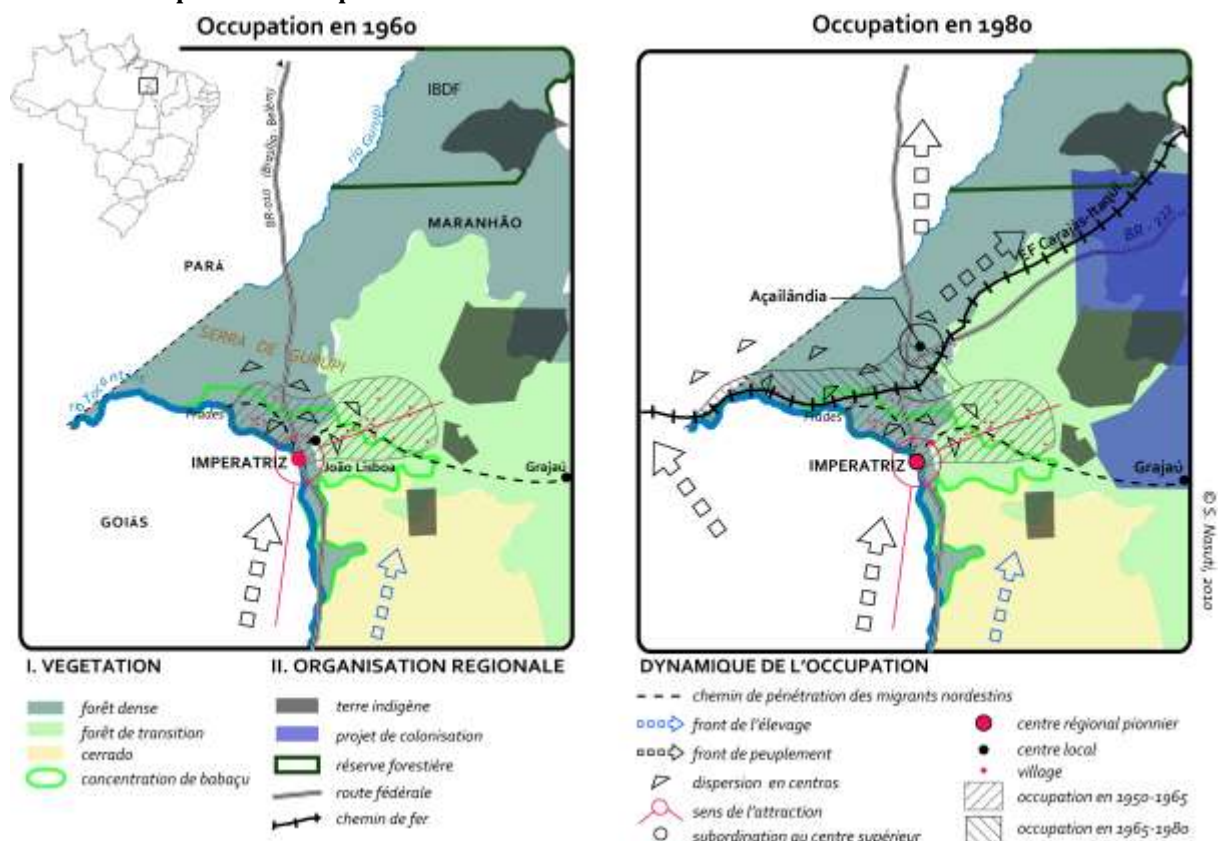 Occupation en 1960
Occupation en 1980
BR-010 (Brasília - Belém)
rio Gurupi
IBDF
MARANHÃO
PARÁ
SERRA DE GURUPI
Frades
IMPERATRIZ
João Lisboa
Grajaú
GOIÁS
EF Carajás-Itaqui
BR - 222
Açailândia
Frades
IMPERATRIZ
Grajaú
© S. Nasuti, 2010
I. VEGETATION
forêt dense
forêt de transition
cerrado
concentration de babaçu
II. ORGANISATION REGIONALE
terre indigène
projet de colonisation
réserve forestière
route fédérale
chemin de fer
DYNAMIQUE DE L'OCCUPATION
chemin de pénétration des migrants nordestins
front de l'élevage
front de peuplement
dispersion en centros
sens de l'attraction
subordination au centre supérieur
centre régional pionnier
centre local
village
occupation en 1950-1965
occupation en 1965-1980